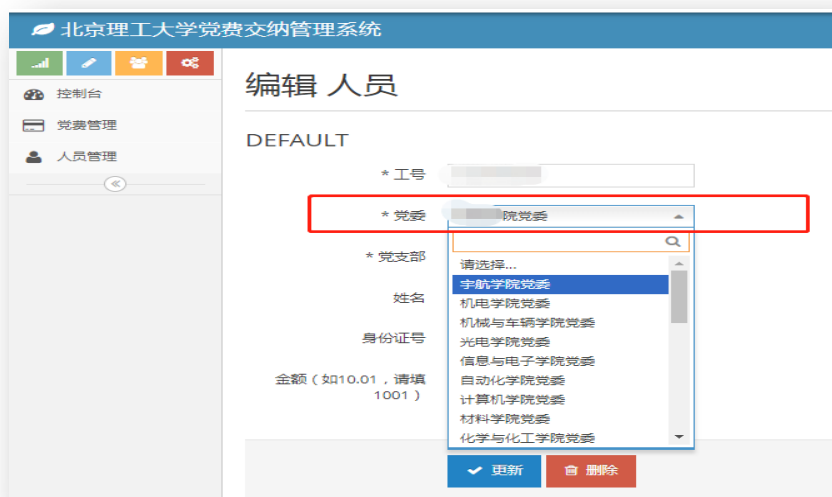 北京理工大学党费交纳管理系统
控制台
党费管理
人员管理
编辑 人员
DEFAULT
* 工号
* 党委
院党委
* 党支部
请选择...
宇航学院党委
机电学院党委
姓名
机械与车辆学院党委
光电学院党委
身份证号
信息与电子学院党委
金额（如10.01，请填
1001）
自动化学院党委
计算机学院党委
材料学院党委
化学与化工学院党委
更新
删除